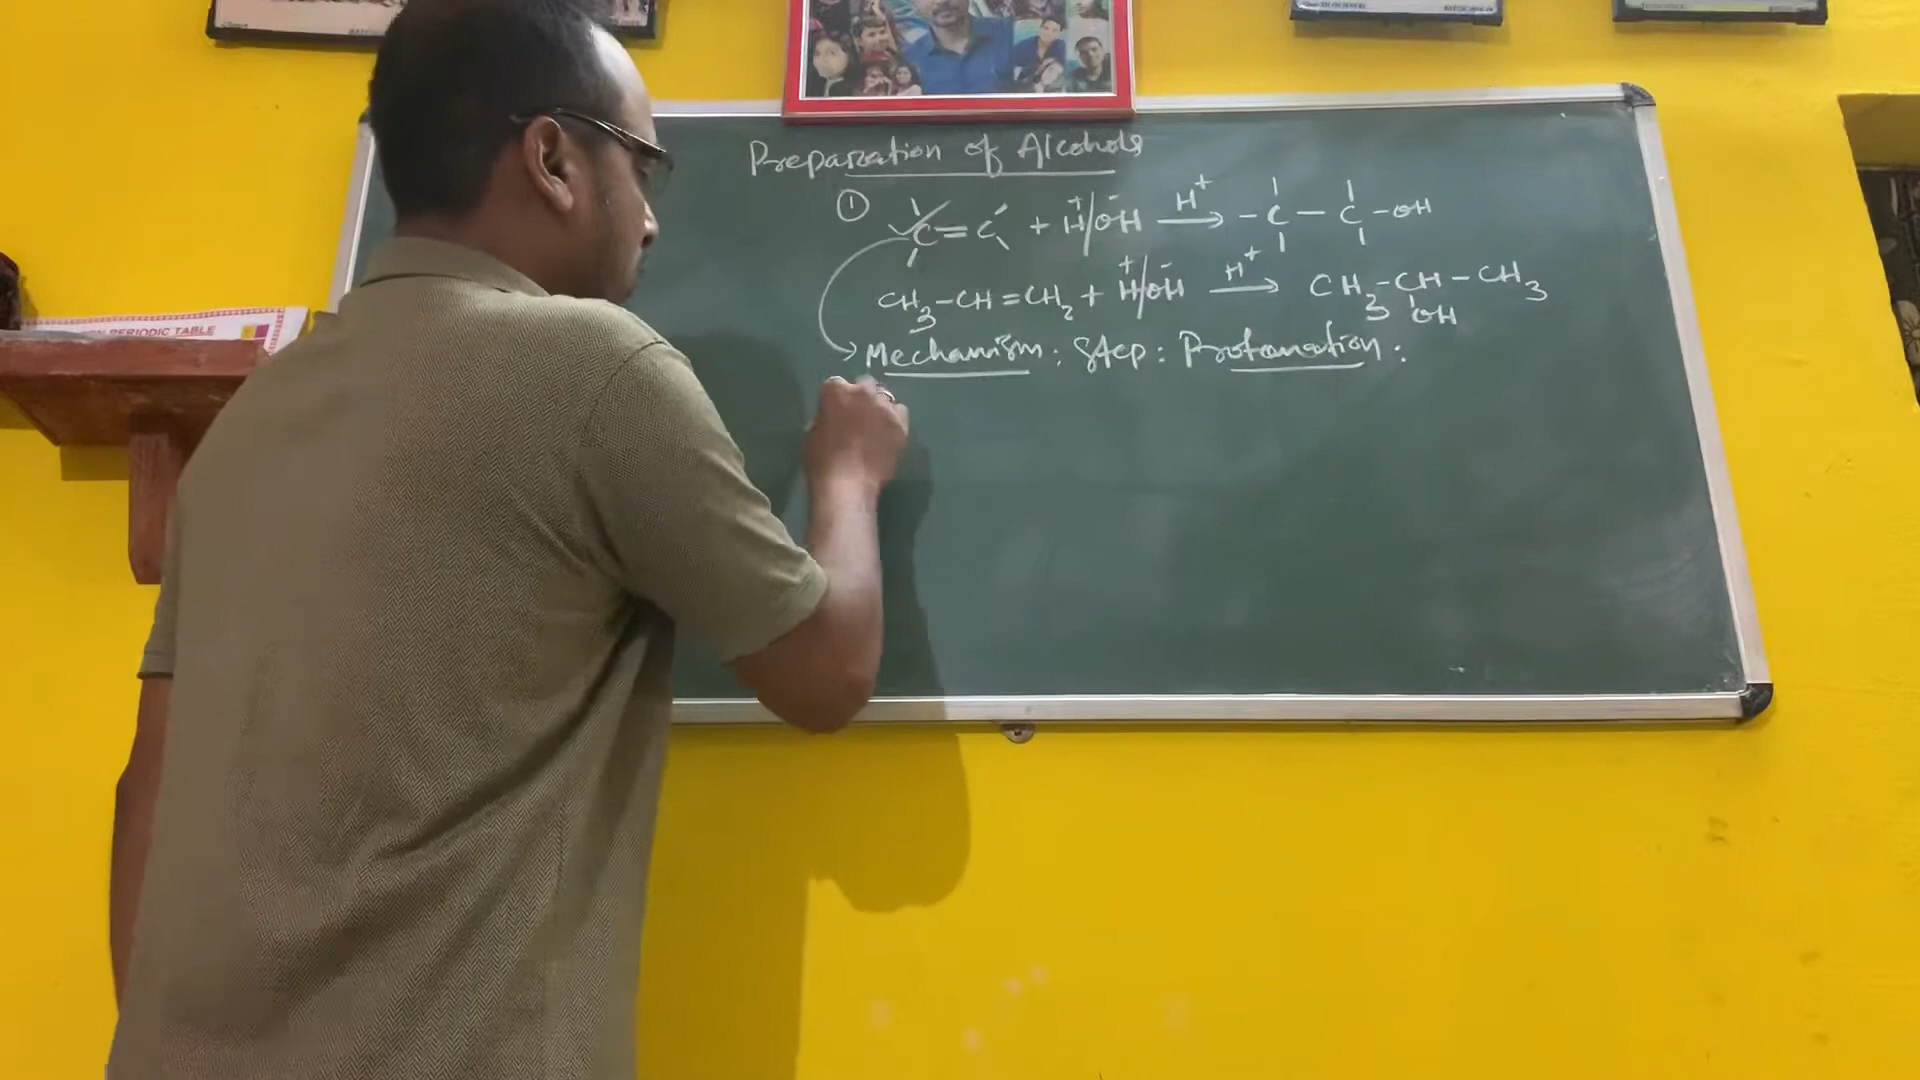 Preparation of Alcohols
① C=C + H⁺/OH⁻ —H⁺→ -C-C-OH
CH₃-CH=CH₂ + H⁺/OH⁻ —H⁺→ CH₃-CH-CH₃
OH
Mechanism: Step: Protonation:
PERIODIC TABLE